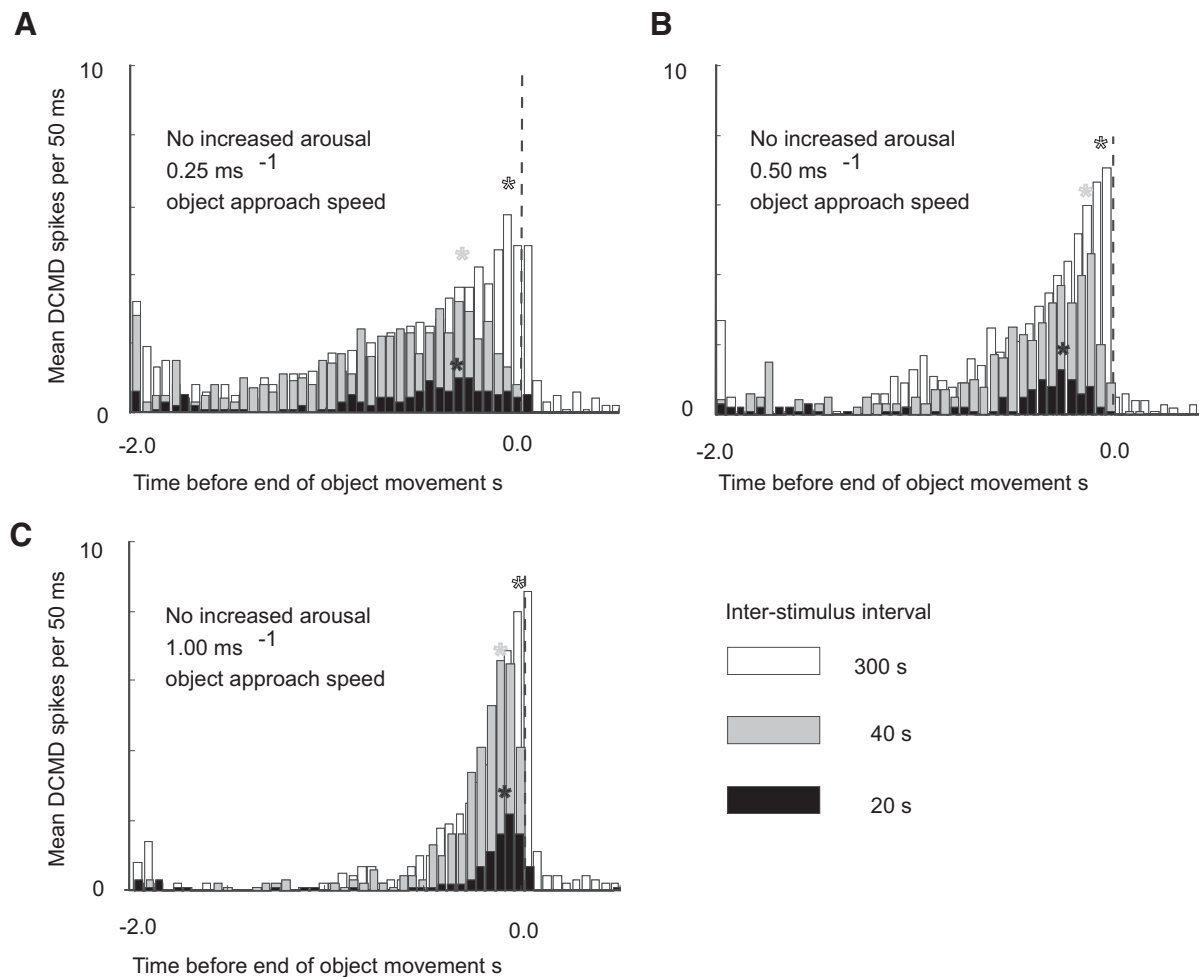 A
10
Mean DCMD spikes per 50 ms
No increased arousal
0.25 ms -1
object approach speed
*
*
*
0
-2.0
0.0
Time before end of object movement s
B
10
No increased arousal
0.50 ms -1
object approach speed
*
*
*
0
-2.0
0.0
Time before end of object movement s
C
10
Mean DCMD spikes per 50 ms
No increased arousal
1.00 ms -1
object approach speed
*
*
*
0
-2.0
0.0
Time before end of object movement s
Inter-stimulus interval
300 s
40 s
20 s